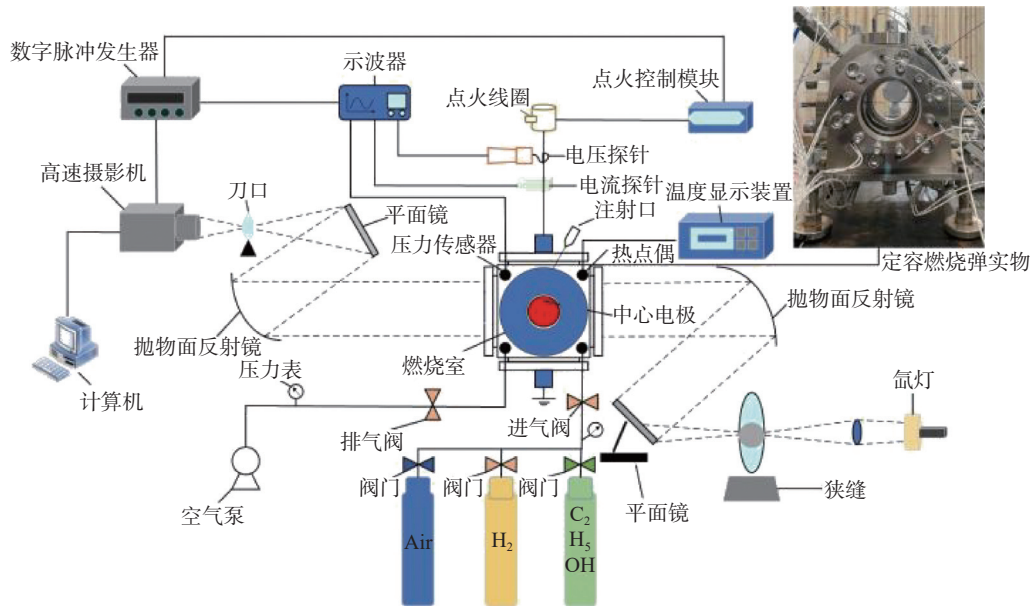 数字脉冲发生器
示波器
点火线圈
点火控制模块
电压探针
高速摄影机
刀口
平面镜
电流探针
注射口
温度显示装置
压力传感器
热点偶
定容燃烧弹实物
抛物面反射镜
中心电极
抛物面反射镜
燃烧室
压力表
计算机
氙灯
排气阀
进气阀
阀门
阀门
阀门
狭缝
平面镜
空气泵
Air
H₂
C₂
H₅
OH